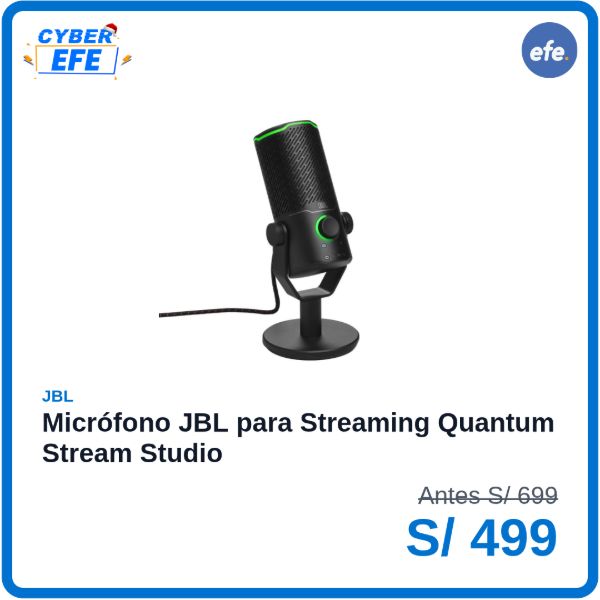 CYBER
EFE
efe.
JBL
Micrófono JBL para Streaming Quantum
Stream Studio
Antes S/ 699
S/ 499